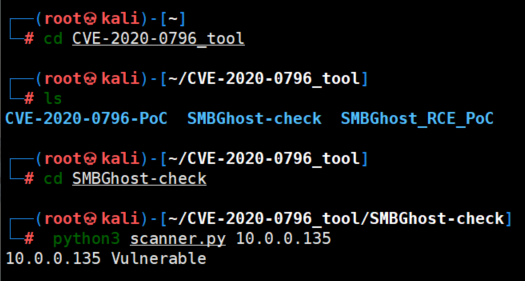 ┌──(root💀kali)-[~]
└─# cd CVE-2020-0796_tool
┌──(root💀kali)-[~/CVE-2020-0796_tool]
└─# ls
CVE-2020-0796-PoC  SMBGhost-check  SMBGhost_RCE_PoC
┌──(root💀kali)-[~/CVE-2020-0796_tool]
└─# cd SMBGhost-check
┌──(root💀kali)-[~/CVE-2020-0796_tool/SMBGhost-check]
└─#  python3 scanner.py 10.0.0.135
10.0.0.135 Vulnerable